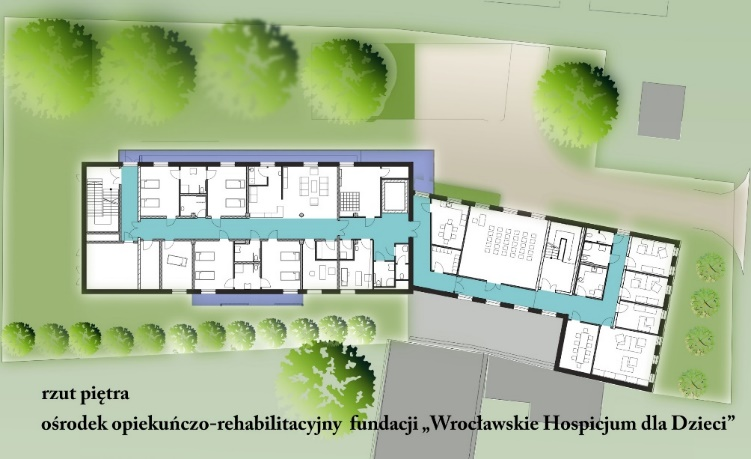 rzut piętra
ośrodek opiekuńczo-rehabilitacyjny fundacji „Wrocławskie Hospicjum dla Dzieci”